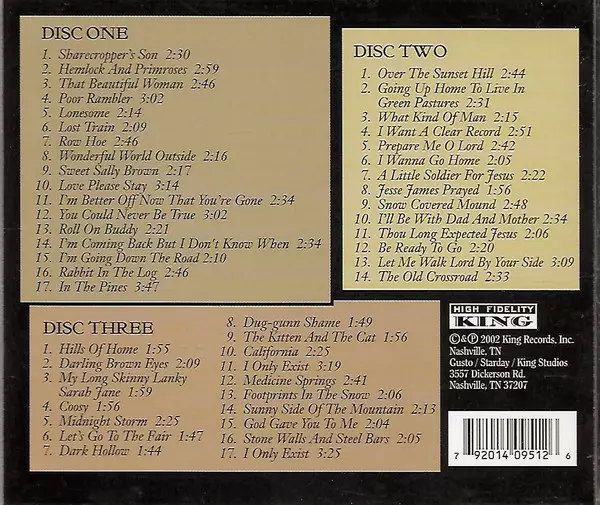 DISC ONE
1. Sharecropper's Son 2:30
2. Hemlock And Primroses 2:59
3. That Beautiful Woman 2:46
4. Poor Rambler 3:02
5. Lonesome 2:14
6. Lost Train 2:09
7. Row Hoe 2:46
8. Wonderful World Outside 2:16
9. Sweet Sally Brown 2:17
10. Love Please Stay 3:14
11. I'm Better Off Now That You're Gone 2:34
12. You Could Never Be True 3:02
13. Roll On Buddy 2:21
14. I'm Coming Back But I Don't Know When 2:34
15. I'm Going Down The Road 2:10
16. Rabbit In The Log 2:46
17. In The Pines 3:47
DISC TWO
1. Over The Sunset Hill 2:44
2. Going Up Home To Live In
Green Pastures 2:31
3. What Kind Of Man 2:15
4. I Want A Clear Record 2:51
5. Prepare Me O Lord 2:42
6. I Wanna Go Home 2:05
7. A Little Soldier For Jesus 2:22
8. Jesse James Prayed 1:56
9. Snow Covered Mound 2:48
10. I'll Be With Dad And Mother 2:34
11. Thou Long Expected Jesus 2:06
12. Be Ready To Go 2:20
13. Let Me Walk Lord By Your Side 3:09
14. The Old Crossroad 2:33
DISC THREE
1. Hills Of Home 1:55
2. Darling Brown Eyes 2:09
3. My Long Skinny Lanky
Sarah Jane 1:59
4. Coosy 1:56
5. Midnight Storm 2:25
6. Let's Go To The Fair 1:47
7. Dark Hollow 1:44
8. Dug-gunn Shame 1:49
9. The Kitten And The Cat 1:56
10. California 2:25
11. I Only Exist 3:19
12. Medicine Springs 2:41
13. Footprints In The Snow 2:06
14. Sunny Side Of The Mountain 2:13
15. God Gave You To Me 2:04
16. Stone Walls And Steel Bars 2:05
17. I Only Exist 3:25
HIGH FIDELITY
KING
©&℗ 2002 King Records, Inc.
Nashville, TN
Gusto / Starday / King Studios
3557 Dickerson Rd.
Nashville, TN 37207
7 92014 09512 6